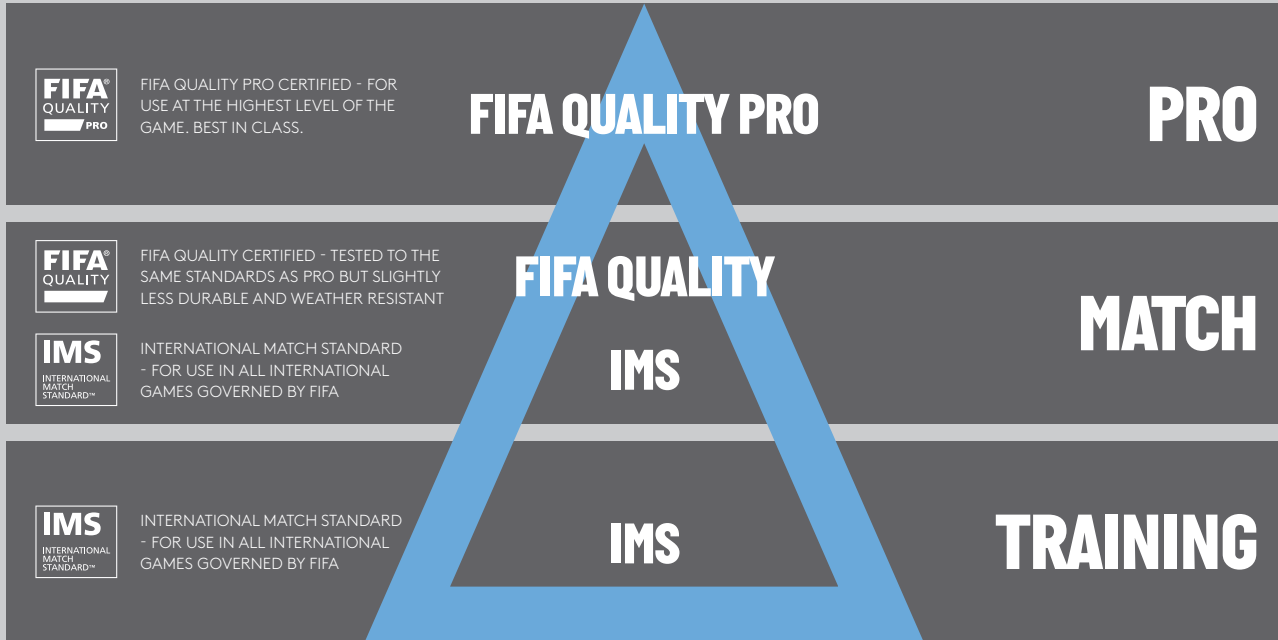 FIFA®
QUALITY
PRO
FIFA QUALITY PRO CERTIFIED - FOR
USE AT THE HIGHEST LEVEL OF THE
GAME. BEST IN CLASS.
FIFA QUALITY PRO
PRO
FIFA®
QUALITY
FIFA QUALITY CERTIFIED - TESTED TO THE
SAME STANDARDS AS PRO BUT SLIGHTLY
LESS DURABLE AND WEATHER RESISTANT
FIFA QUALITY
IMS
INTERNATIONAL
MATCH
STANDARD™
INTERNATIONAL MATCH STANDARD
- FOR USE IN ALL INTERNATIONAL
GAMES GOVERNED BY FIFA
IMS
MATCH
IMS
INTERNATIONAL
MATCH
STANDARD™
INTERNATIONAL MATCH STANDARD
- FOR USE IN ALL INTERNATIONAL
GAMES GOVERNED BY FIFA
IMS
TRAINING